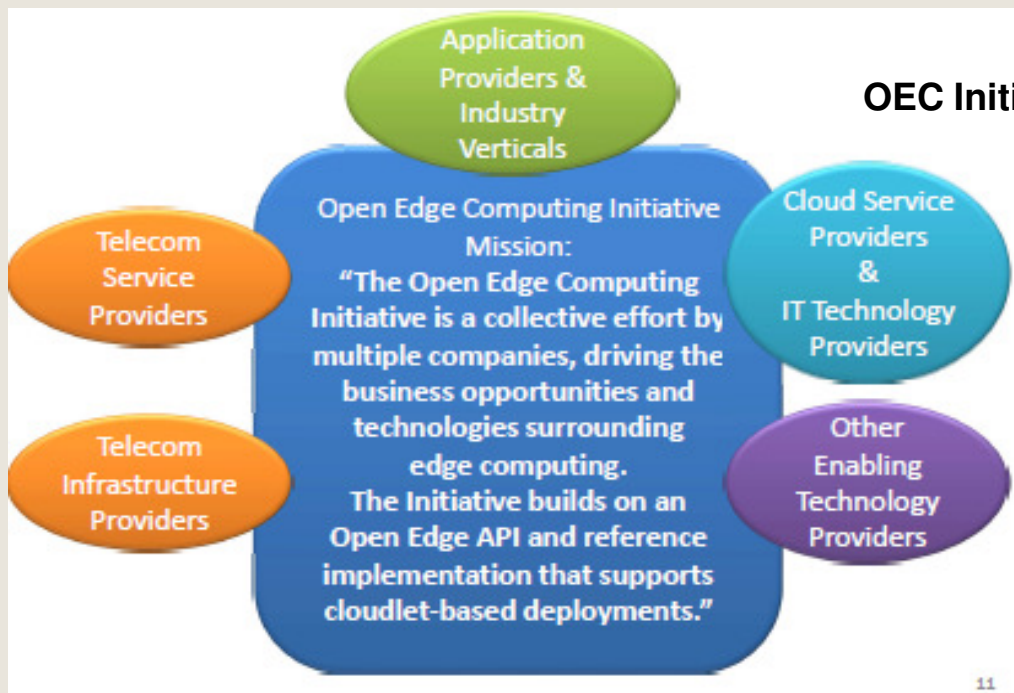 Application
Providers &
Industry
Verticals
OEC Initi
Telecom
Service
Providers
Open Edge Computing Initiative
Mission:
“The Open Edge Computing
Initiative is a collective effort by
multiple companies, driving the
business opportunities and
technologies surrounding
edge computing.
The Initiative builds on an
Open Edge API and reference
implementation that supports
cloudlet-based deployments.”
Cloud Service
Providers
&
IT Technology
Providers
Telecom
Infrastructure
Providers
Other
Enabling
Technology
Providers
11